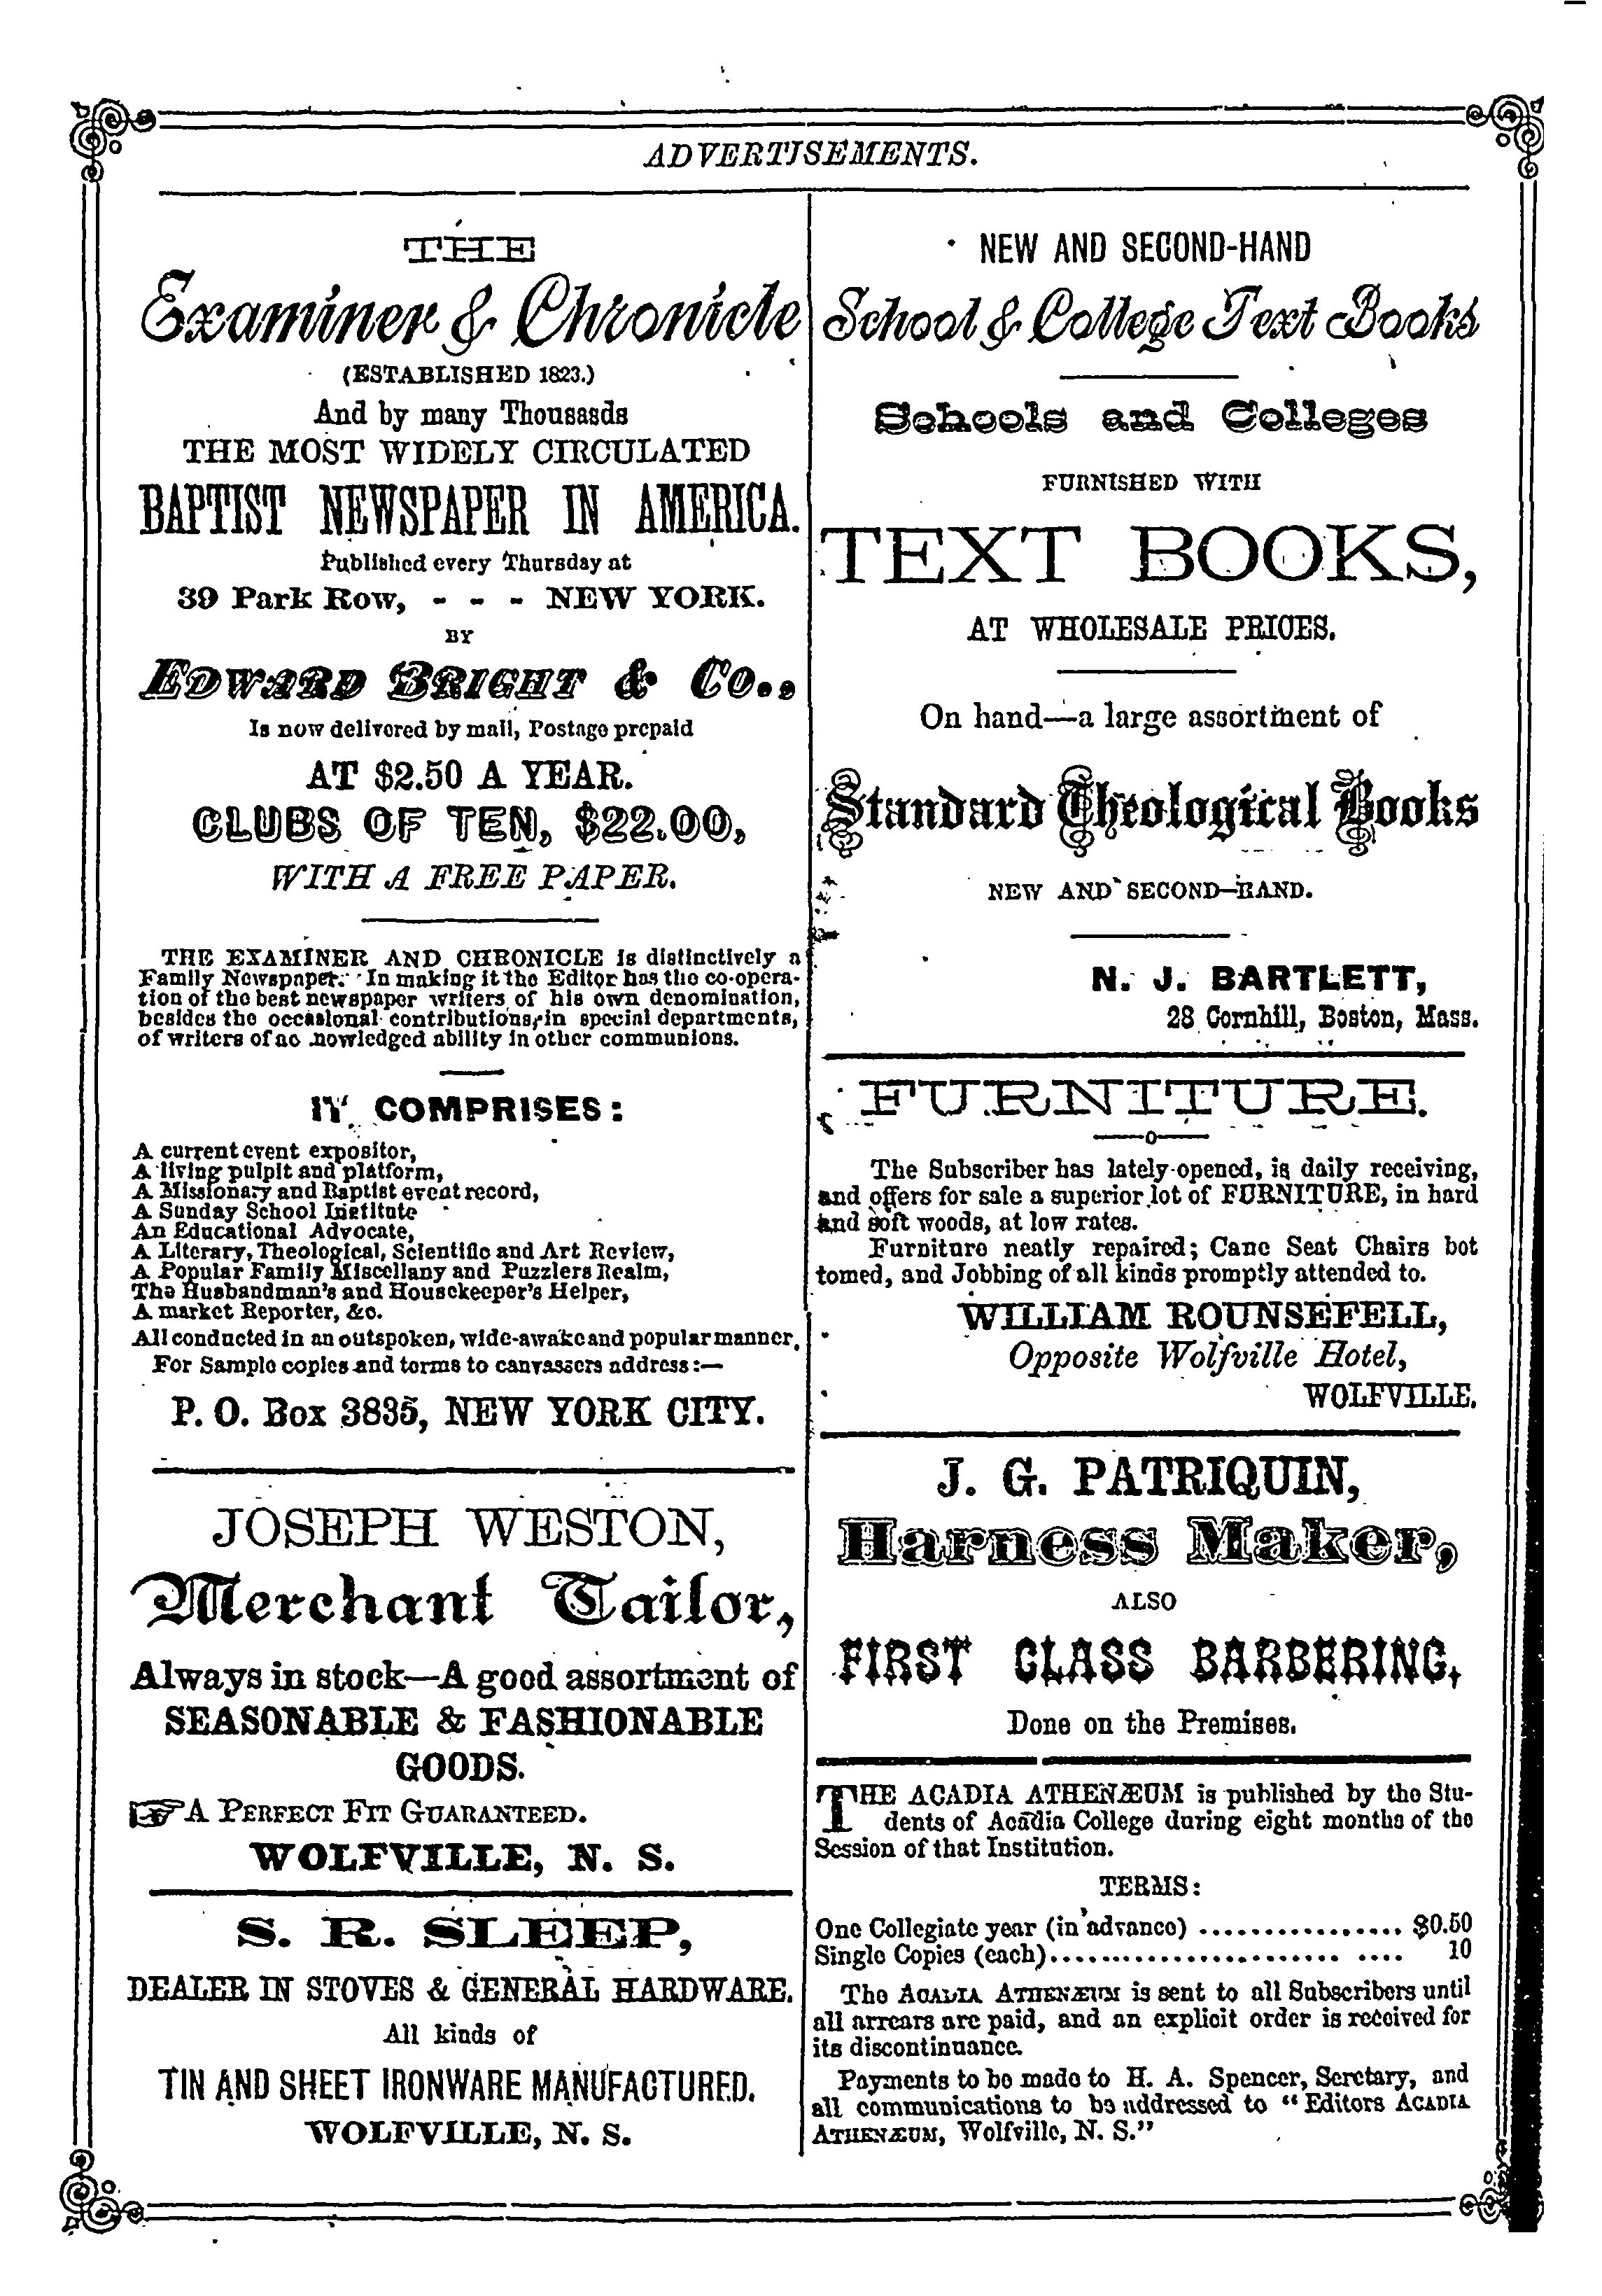 ADVERTISEMENTS.
THE
Examiner & Chronicle
(ESTABLISHED 1823.)
And by many Thousasds
THE MOST WIDELY CIRCULATED
BAPTIST NEWSPAPER IN AMERICA.
Published every Thursday at
39 Park Row, - - - NEW YORK.
BY
EDWARD BRIGHT & CO.,
Is now delivered by mail, Postage prepaid
AT $2.50 A YEAR.
CLUBS OF TEN, $22.00,
WITH A FREE PAPER.
THE EXAMINER AND CHRONICLE is distinctively a
Family Newspaper. In making it the Editor has the co-opera-
tion of the best newspaper writers of his own denomination,
besides the occasional contributions, in special departments,
of writers of ac nowledged ability in other communions.
IT COMPRISES:
A current event expositor,
A living pulpit and platform,
A Missionary and Baptist event record,
A Sunday School Institute
An Educational Advocate,
A Literary, Theological, Scientific and Art Review,
A Popular Family Miscellany and Puzzlers Realm,
The Husbandman's and Housekeeper's Helper,
A market Reporter, &c.
All conducted in an outspoken, wide-awake and popular manner.
For Sample copies and terms to canvassers address:—
P. O. Box 3835, NEW YORK CITY.
JOSEPH WESTON,
Merchant Tailor,
Always in stock—A good assortment of
SEASONABLE & FASHIONABLE
GOODS.
☞A PERFECT FIT GUARANTEED.
WOLFVILLE, N. S.
S. R. SLEEP,
DEALER IN STOVES & GENERAL HARDWARE.
All kinds of
TIN AND SHEET IRONWARE MANUFACTURED.
WOLFVILLE, N. S.
NEW AND SECOND-HAND
School & College Text Books
Schools and Colleges
FURNISHED WITH
TEXT BOOKS,
AT WHOLESALE PRICES.
On hand—a large assortment of
Standard Theological Books
NEW AND SECOND-HAND.
N. J. BARTLETT,
28 Cornhill, Boston, Mass.
FURNITURE.
—o—
The Subscriber has lately opened, is daily receiving,
and offers for sale a superior lot of FURNITURE, in hard
and soft woods, at low rates.
Furniture neatly repaired; Cane Seat Chairs bot
tomed, and Jobbing of all kinds promptly attended to.
WILLIAM ROUNSEFELL,
Opposite Wolfville Hotel,
WOLFVILLE.
J. G. PATRIQUIN,
Harness Maker,
ALSO
FIRST CLASS BARBERING,
Done on the Premises.
THE ACADIA ATHENÆUM is published by the Stu-
dents of Acadia College during eight months of the
Session of that Institution.
TERMS:
One Collegiate year (in advance) ................ $0.50
Single Copies (each)........................ .... 10
The ACADIA ATHENÆUM is sent to all Subscribers until
all arrears are paid, and an explicit order is received for
its discontinuance.
Payments to be made to H. A. Spencer, Secretary, and
all communications to be addressed to "Editors ACADIA
ATHENÆUM, Wolfville, N. S."